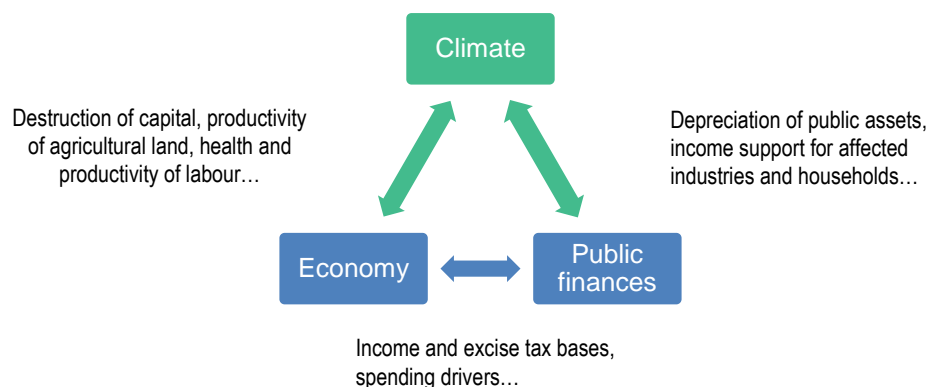 Climate
Destruction of capital, productivity
of agricultural land, health and
productivity of labour…
Depreciation of public assets,
income support for affected
industries and households…
Economy
Public
finances
Income and excise tax bases,
spending drivers…